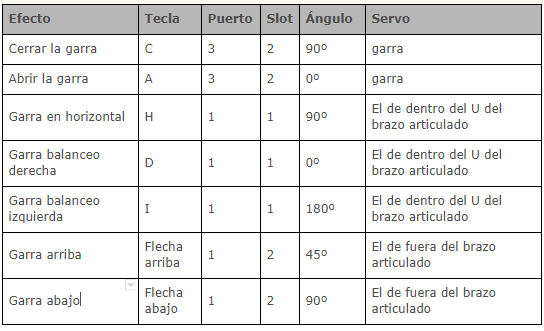 Efecto Tecla Puerto Slot Ángulo Servo
Cerrar la garra C 3 2 90º garra
Abrir la garra A 3 2 0º garra
Garra en horizontal H 1 1 90º El de dentro del U del
brazo articulado
Garra balanceo
derecha D 1 1 0º El de dentro del U del
brazo articulado
Garra balanceo
izquierda I 1 1 180º El de dentro del U del
brazo articulado
Garra arriba Flecha
arriba 1 2 45º El de fuera del brazo
articulado
Garra abajo Flecha
abajo 1 2 90º El de fuera del brazo
articulado